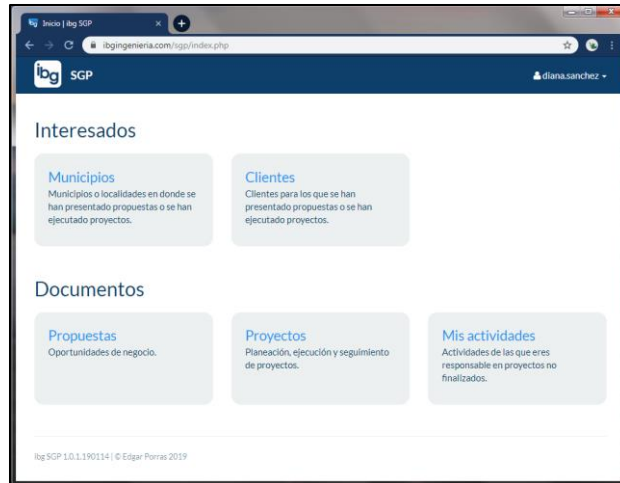 Inicio | ibg SGP
ibgingenieria.com/sgp/index.php
ibg SGP diana.sanchez
Interesados
Municipios
Municipios o localidades en donde se
han presentado propuestas o se han
ejecutado proyectos.
Clientes
Clientes para los que se han
presentado propuestas o se han
ejecutado proyectos.
Documentos
Propuestas
Oportunidades de negocio.
Proyectos
Planeación, ejecución y seguimiento
de proyectos.
Mis actividades
Actividades de las que eres
responsable en proyectos no
finalizados.
Ibg SGP 1.0.1.190114 | © Edgar Porras 2019